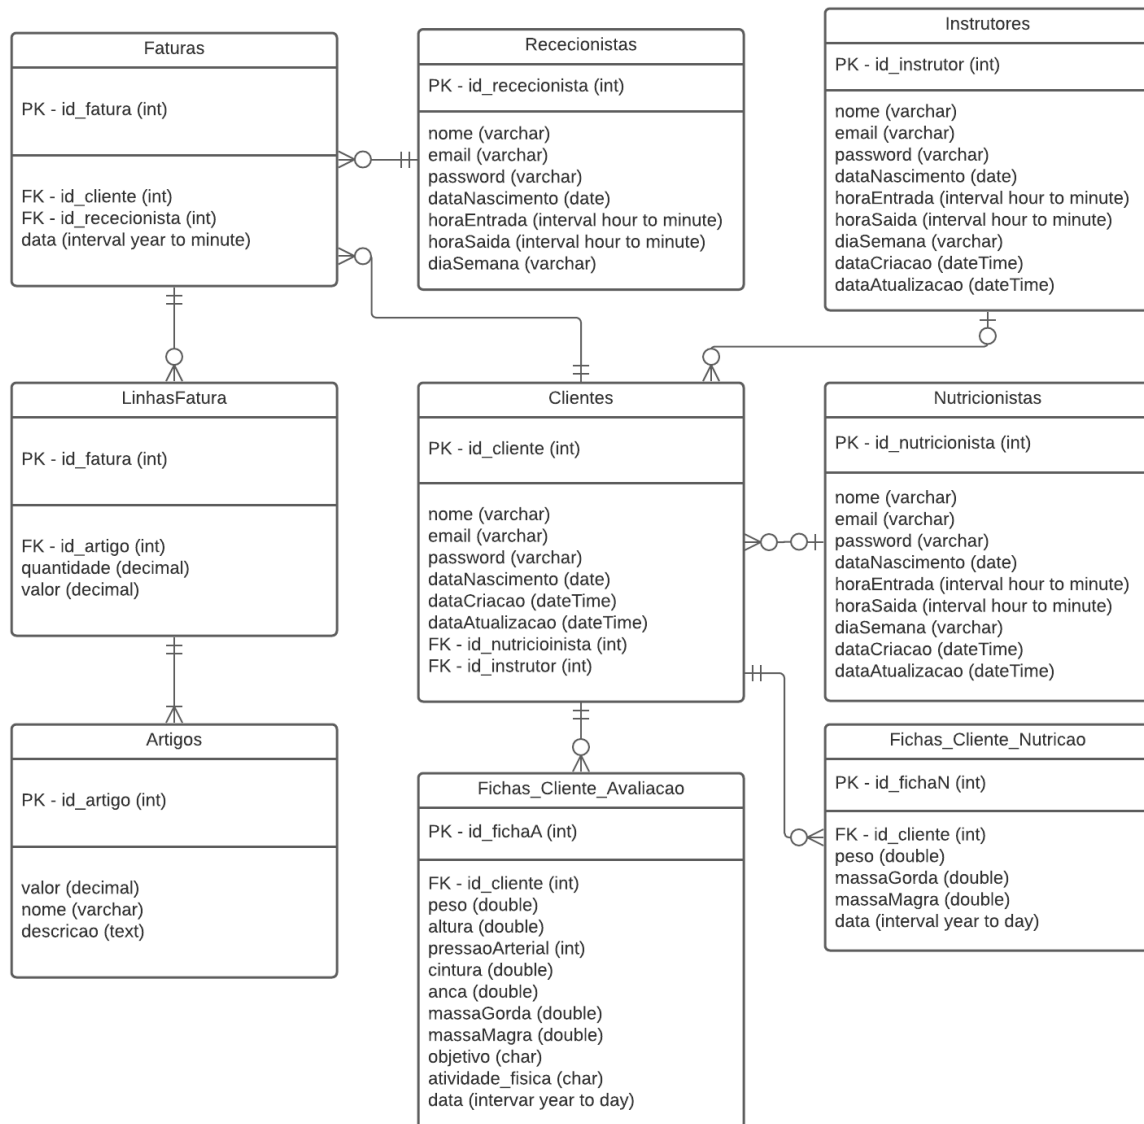 Faturas
PK - id_fatura (int)
FK - id_cliente (int)
FK - id_rececionista (int)
data (interval year to minute)
Rececionistas
PK - id_rececionista (int)
nome (varchar)
email (varchar)
password (varchar)
dataNascimento (date)
horaEntrada (interval hour to minute)
horaSaida (interval hour to minute)
diaSemana (varchar)
Instrutores
PK - id_instrutor (int)
nome (varchar)
email (varchar)
password (varchar)
dataNascimento (date)
horaEntrada (interval hour to minute)
horaSaida (interval hour to minute)
diaSemana (varchar)
dataCriacao (dateTime)
dataAtualizacao (dateTime)
LinhasFatura
PK - id_fatura (int)
FK - id_artigo (int)
quantidade (decimal)
valor (decimal)
Clientes
PK - id_cliente (int)
nome (varchar)
email (varchar)
password (varchar)
dataNascimento (date)
dataCriacao (dateTime)
dataAtualizacao (dateTime)
FK - id_nutricioinista (int)
FK - id_instrutor (int)
Nutricionistas
PK - id_nutricionista (int)
nome (varchar)
email (varchar)
password (varchar)
dataNascimento (date)
horaEntrada (interval hour to minute)
horaSaida (interval hour to minute)
diaSemana (varchar)
dataCriacao (dateTime)
dataAtualizacao (dateTime)
Artigos
PK - id_artigo (int)
valor (decimal)
nome (varchar)
descricao (text)
Fichas_Cliente_Avaliacao
PK - id_fichaA (int)
FK - id_cliente (int)
peso (double)
altura (double)
pressaoArterial (int)
cintura (double)
anca (double)
massaGorda (double)
massaMagra (double)
objetivo (char)
atividade_fisica (char)
data (intervar year to day)
Fichas_Cliente_Nutricao
PK - id_fichaN (int)
FK - id_cliente (int)
peso (double)
massaGorda (double)
massaMagra (double)
data (interval year to day)